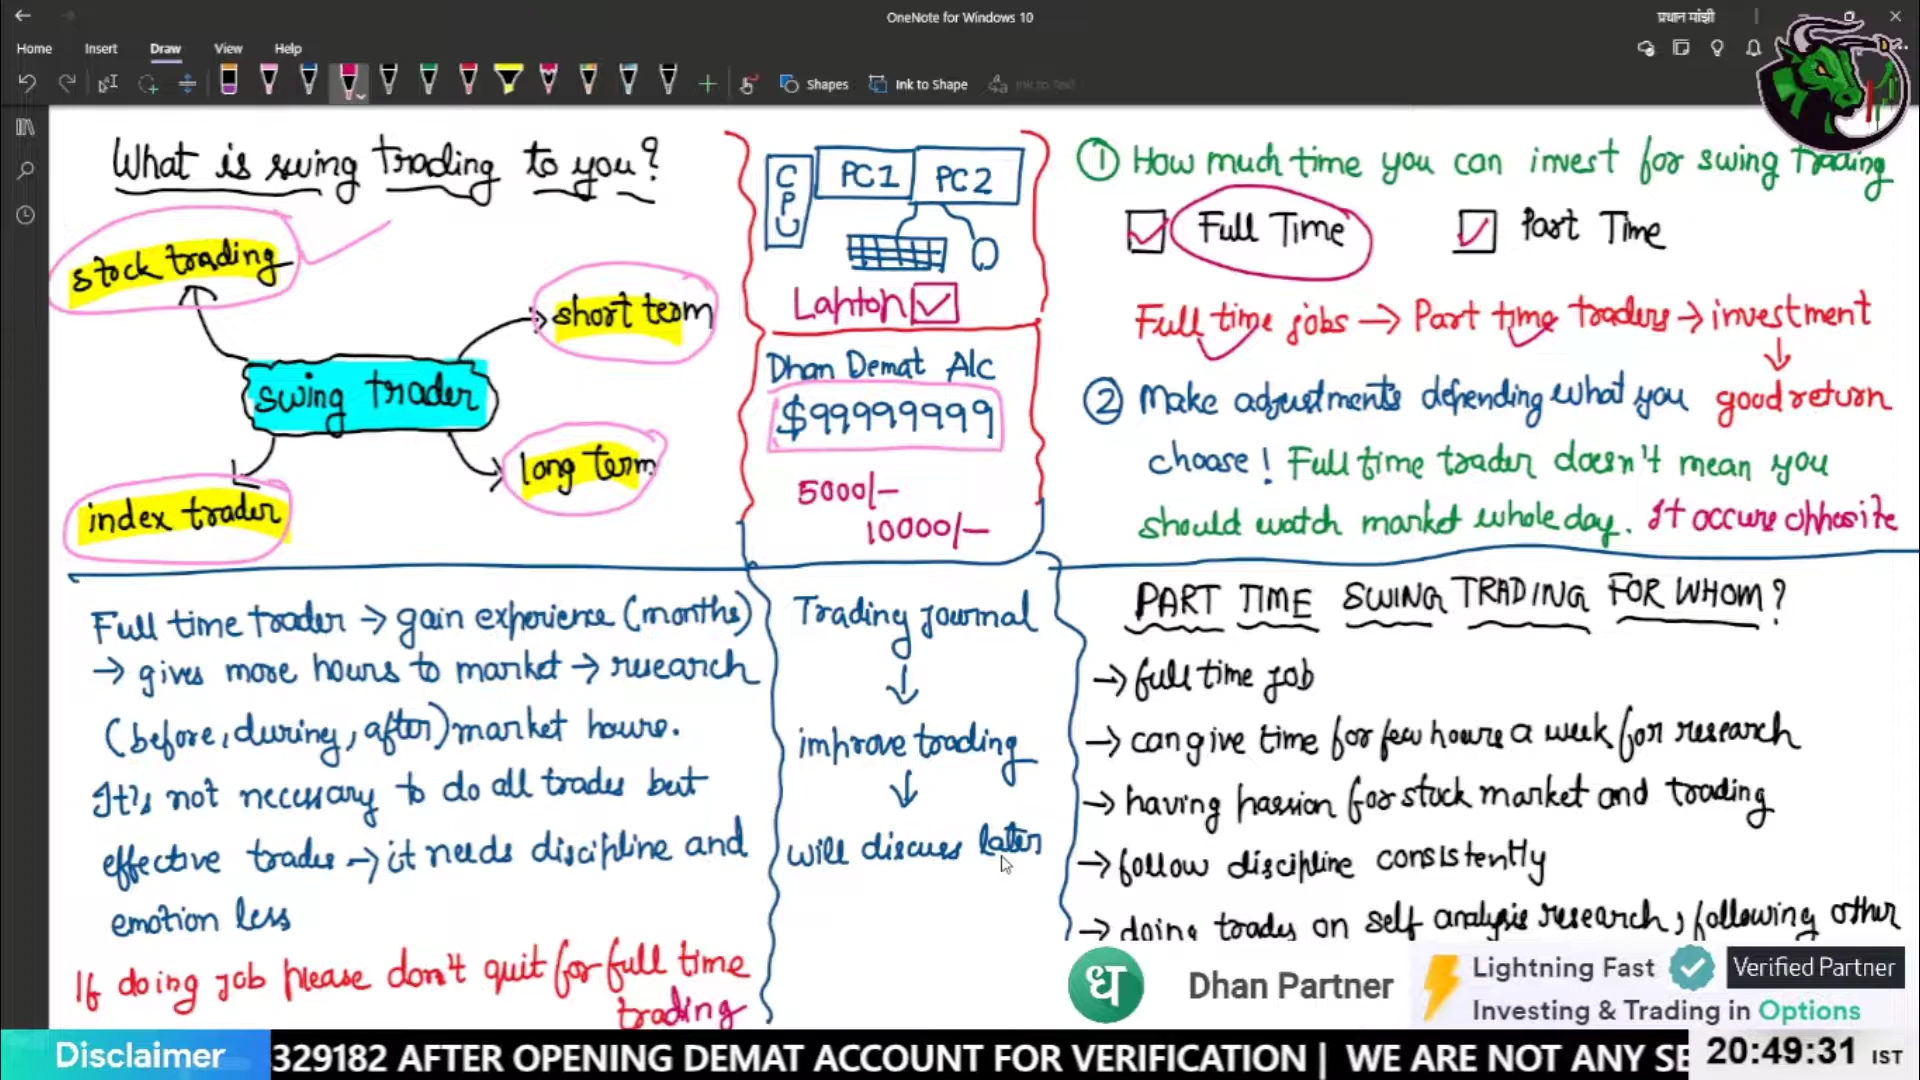 OneNote for Windows 10
प्रधान मांझी
Home Insert Draw View Help
Shapes Ink to Shape Ink to Text
What is swing trading to you?
stock trading
short term
swing trader
long term
index trader
CPU PC1 PC2
Lahtoh
Dhan Demat A/c
$99999999
5000/-
10000/-
① How much time you can invest for swing trading
Full Time Part Time
Full time jobs → Part time traders → investment
↓
good return
② Make adjustments depending what you
choose! Full time trader doesn't mean you
should watch market whole day. It occurs opposite
Full time trader → gain experience (months)
→ gives more hours to market → research
(before, during, after) market hours.
It's not necessary to do all trades but
effective trades → it needs discipline and
emotion less
If doing job please don't quit for full time
trading
Trading journal
↓
improve trading
↓
will discuss later
PART TIME SWING TRADING FOR WHOM?
→ full time job
→ can give time for few hours a week for research
→ having passion for stock market and trading
→ follow discipline consistently
→ doing trades on self analysis research, following other
ध Dhan Partner
Lightning Fast Verified Partner
Investing & Trading in Options
Disclaimer 329182 AFTER OPENING DEMAT ACCOUNT FOR VERIFICATION | WE ARE NOT ANY SE
20:49:31 IST